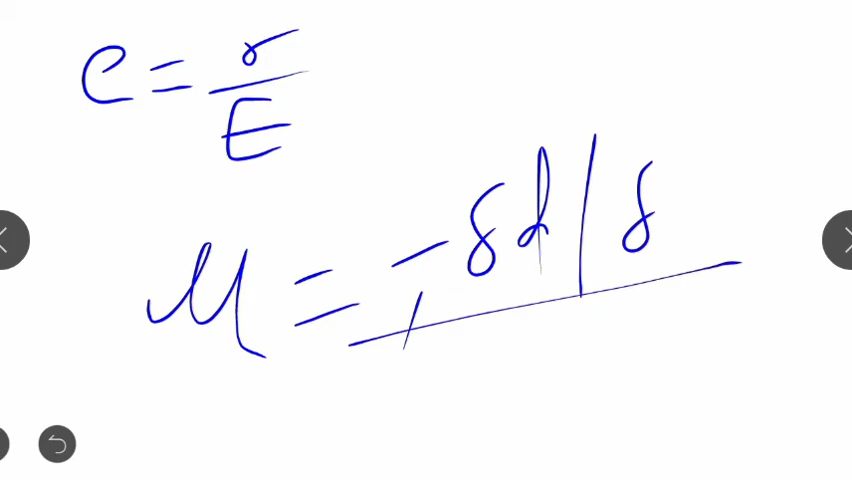 e = σ/E
μ = -δd/δ